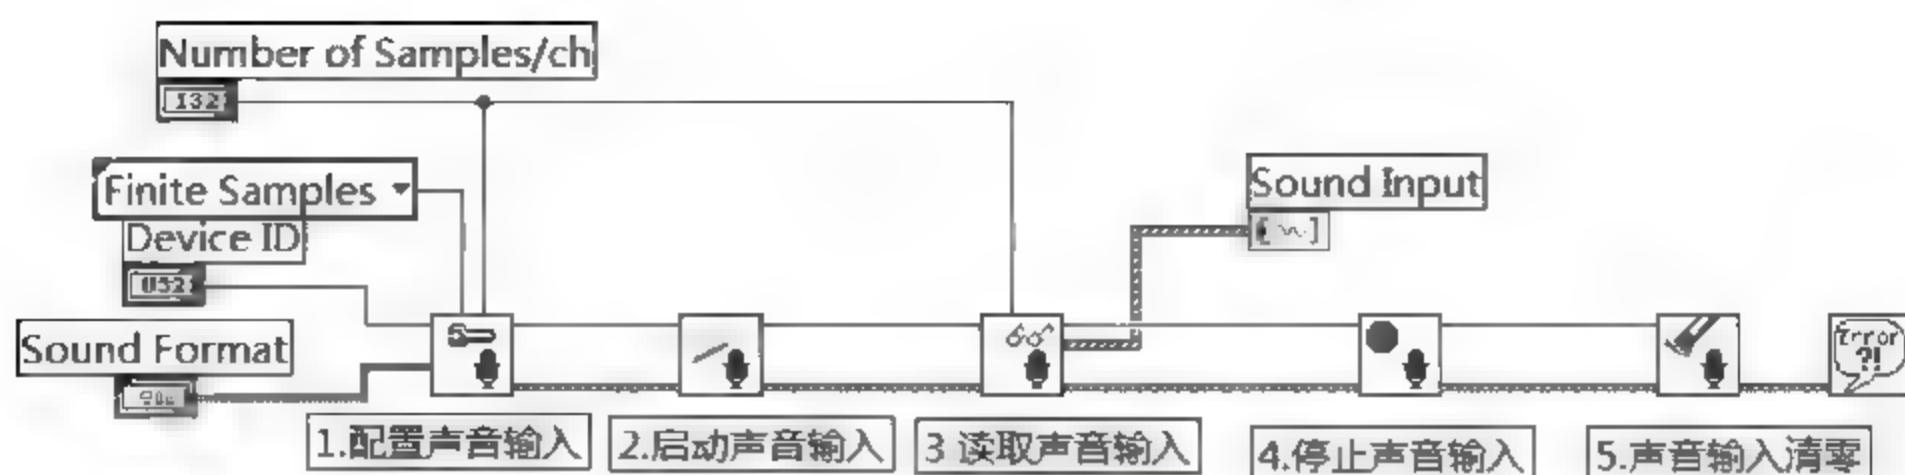 Number of Samples/ch
I32
Finite Samples
Device ID
U32
Sound Format
Sound Input
Error
?!
1.配置声音输入
2.启动声音输入
3 读取声音输入
4.停止声音输入
5.声音输入清零